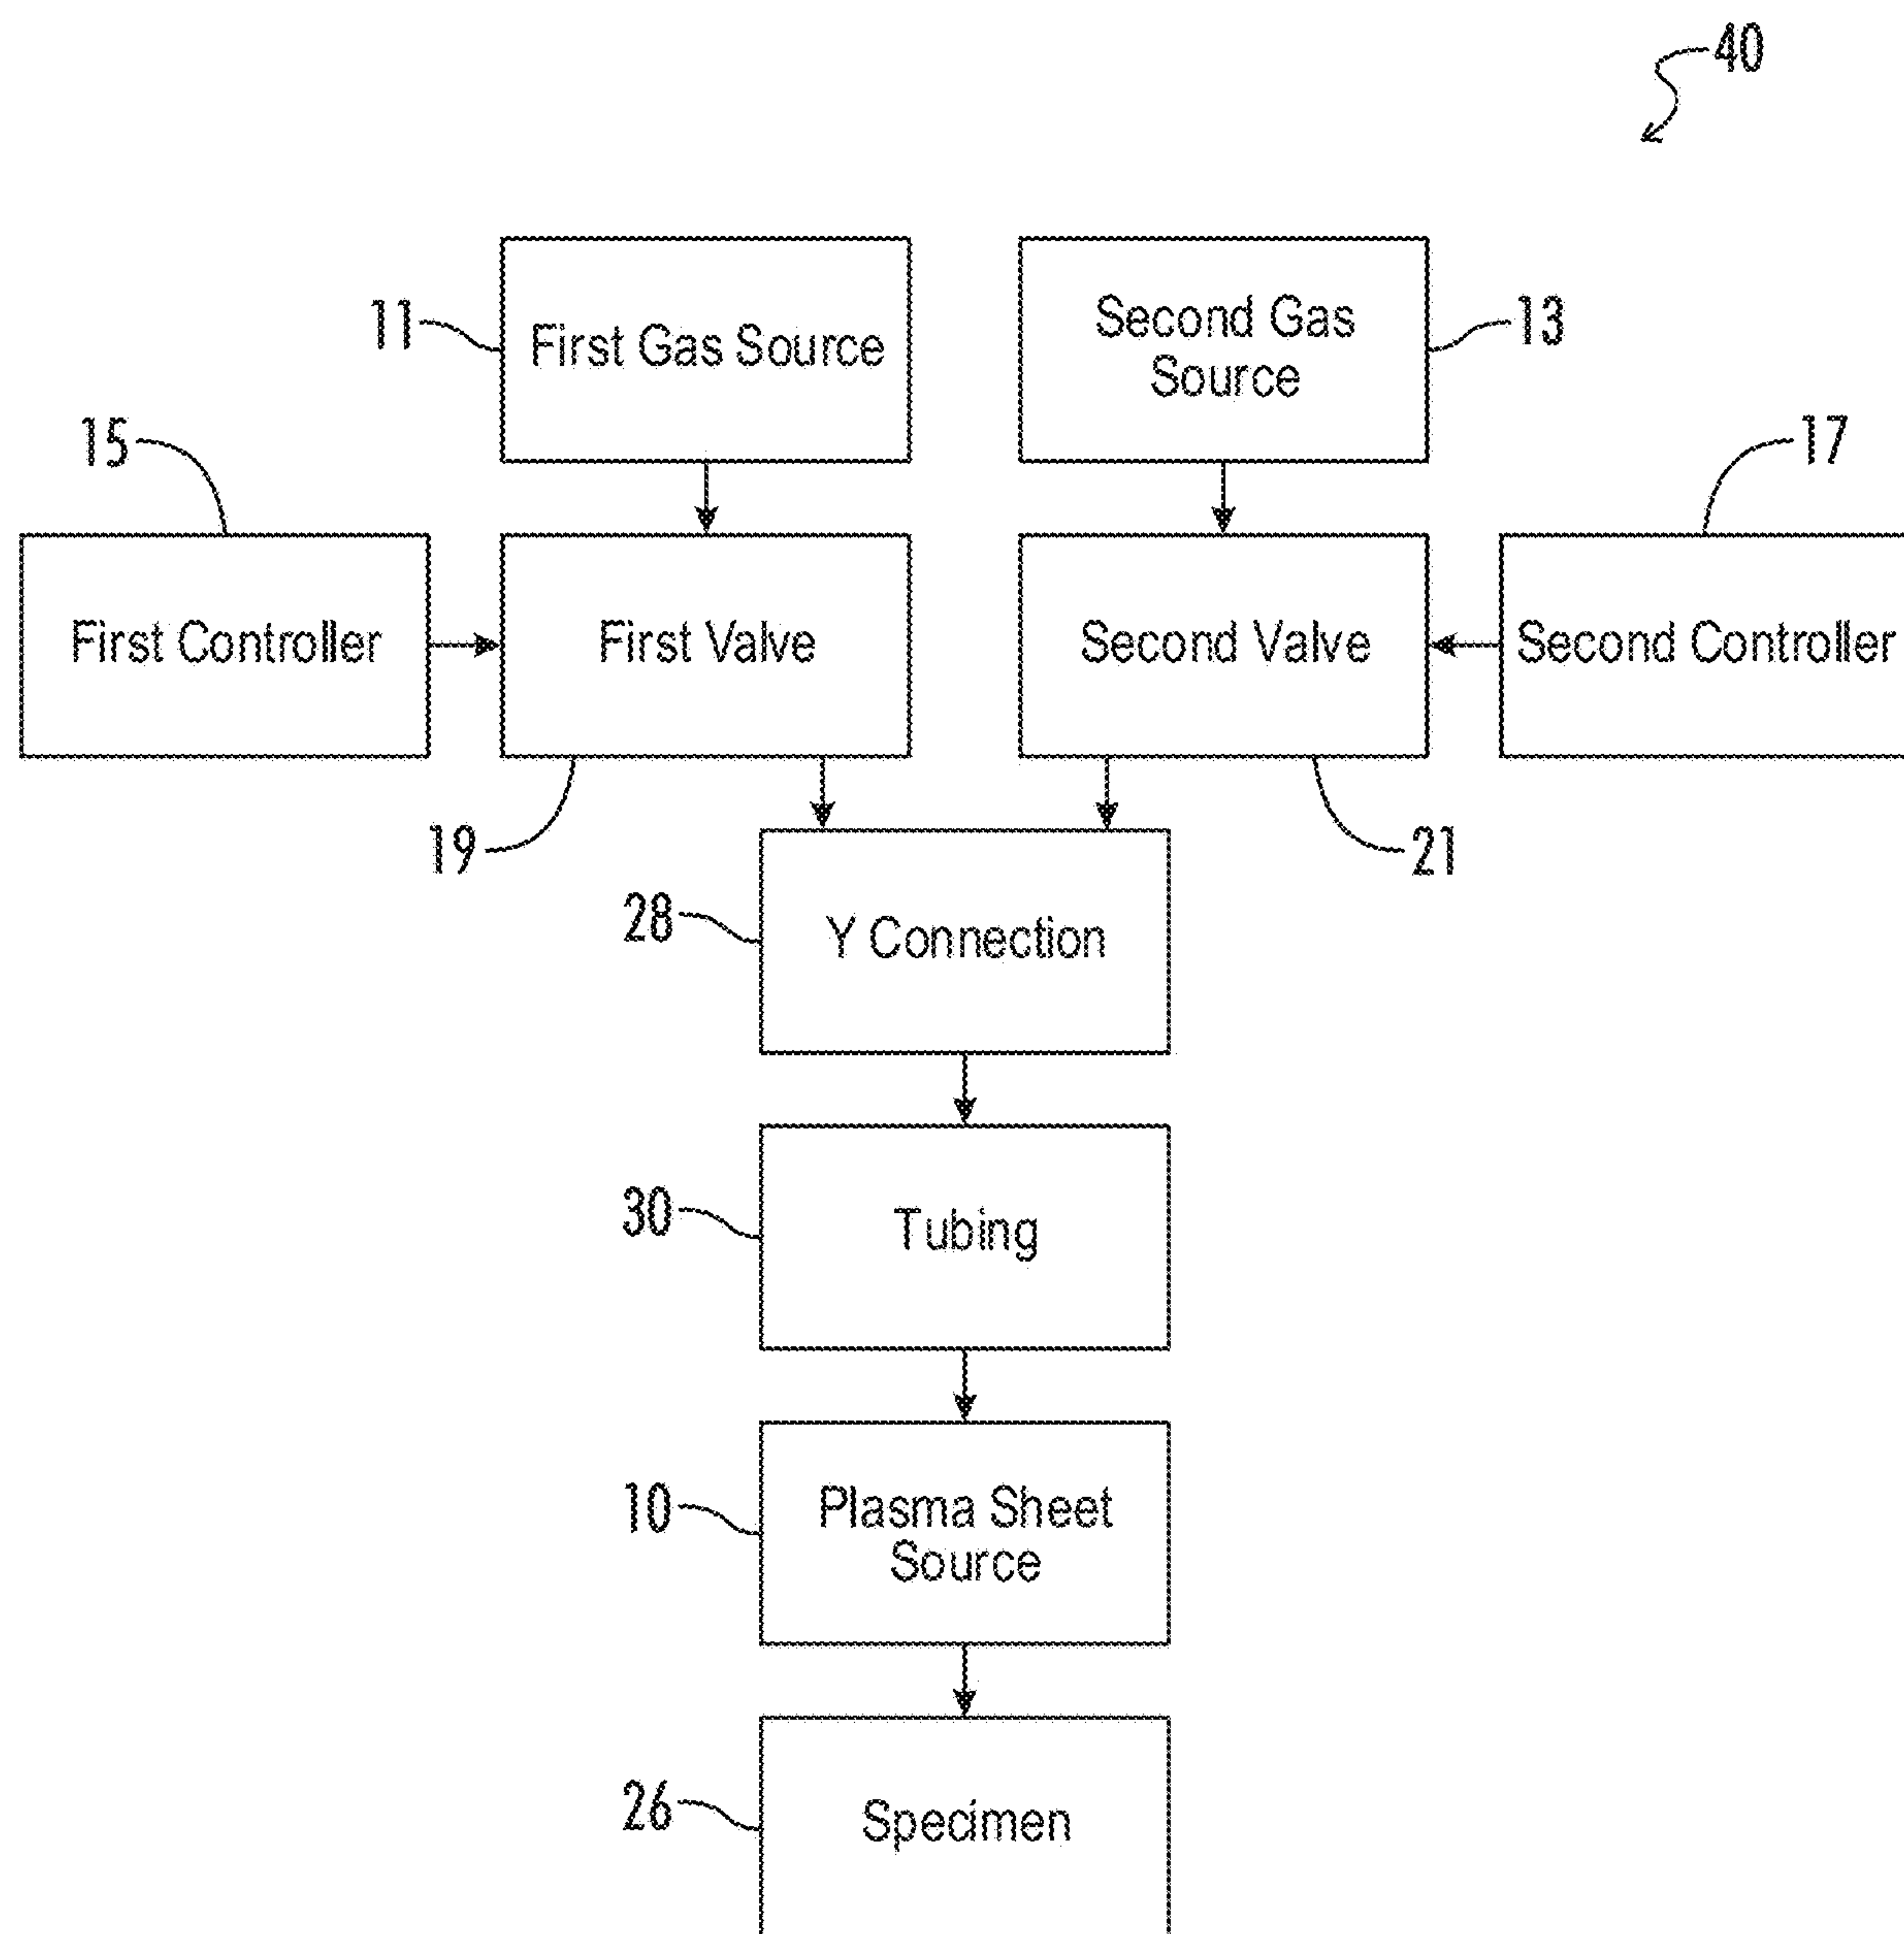 40
11
First Gas Source
Second Gas
Source
13
15
17
First Controller
First Valve
Second Valve
Second Controller
19
21
28
Y Connection
30
Tubing
10
Plasma Sheet
Source
26
Specimen